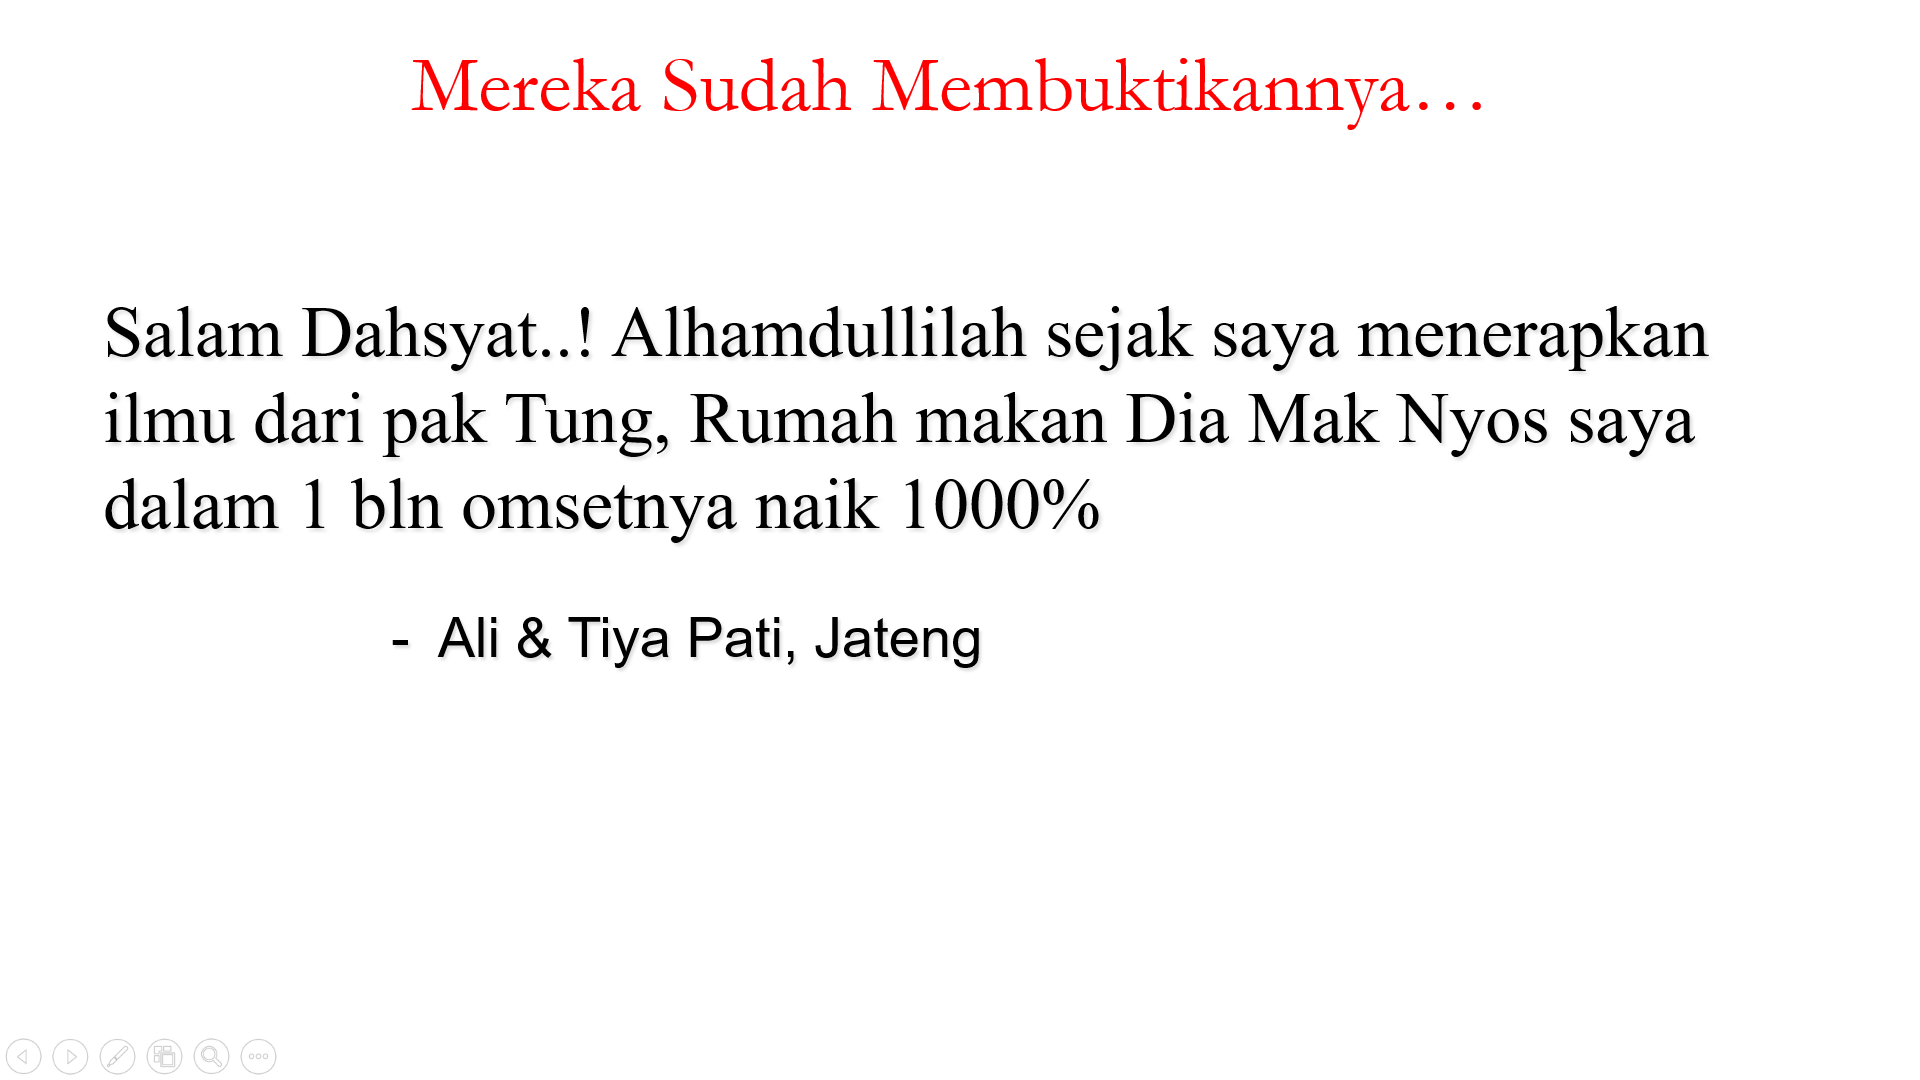 Mereka Sudah Membuktikannya…
Salam Dahsyat..! Alhamdullilah sejak saya menerapkan
ilmu dari pak Tung, Rumah makan Dia Mak Nyos saya
dalam 1 bln omsetnya naik 1000%
- Ali & Tiya Pati, Jateng